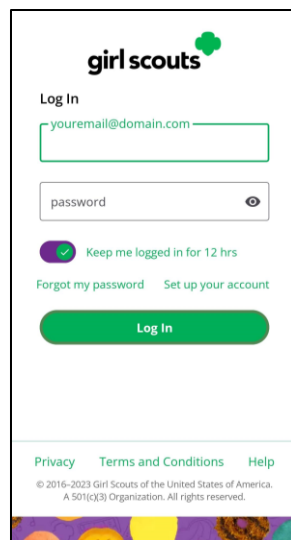 girl scouts
Log In
youremail@domain.com
password
Keep me logged in for 12 hrs
Forgot my password Set up your account
Log In
Privacy Terms and Conditions Help
© 2016–2023 Girl Scouts of the United States of America.
A 501(c)(3) Organization. All rights reserved.